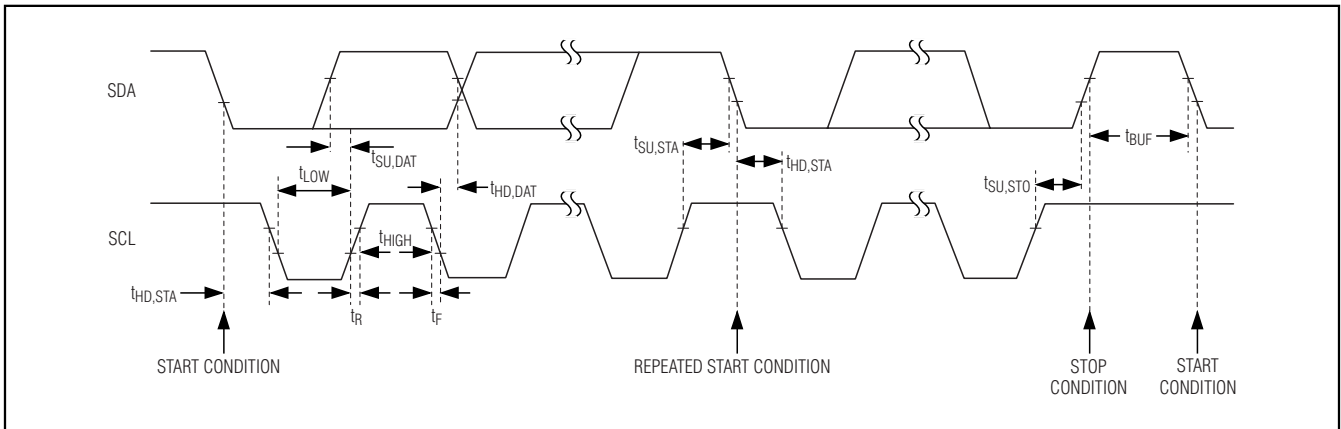 SDA
tSU,DAT
tLOW
tHD,DAT
tSU,STA
tHD,STA
tBUF
tSU,STO
SCL
tHIGH
tHD,STA
tR
tF
START CONDITION
REPEATED START CONDITION
STOP
CONDITION
START
CONDITION